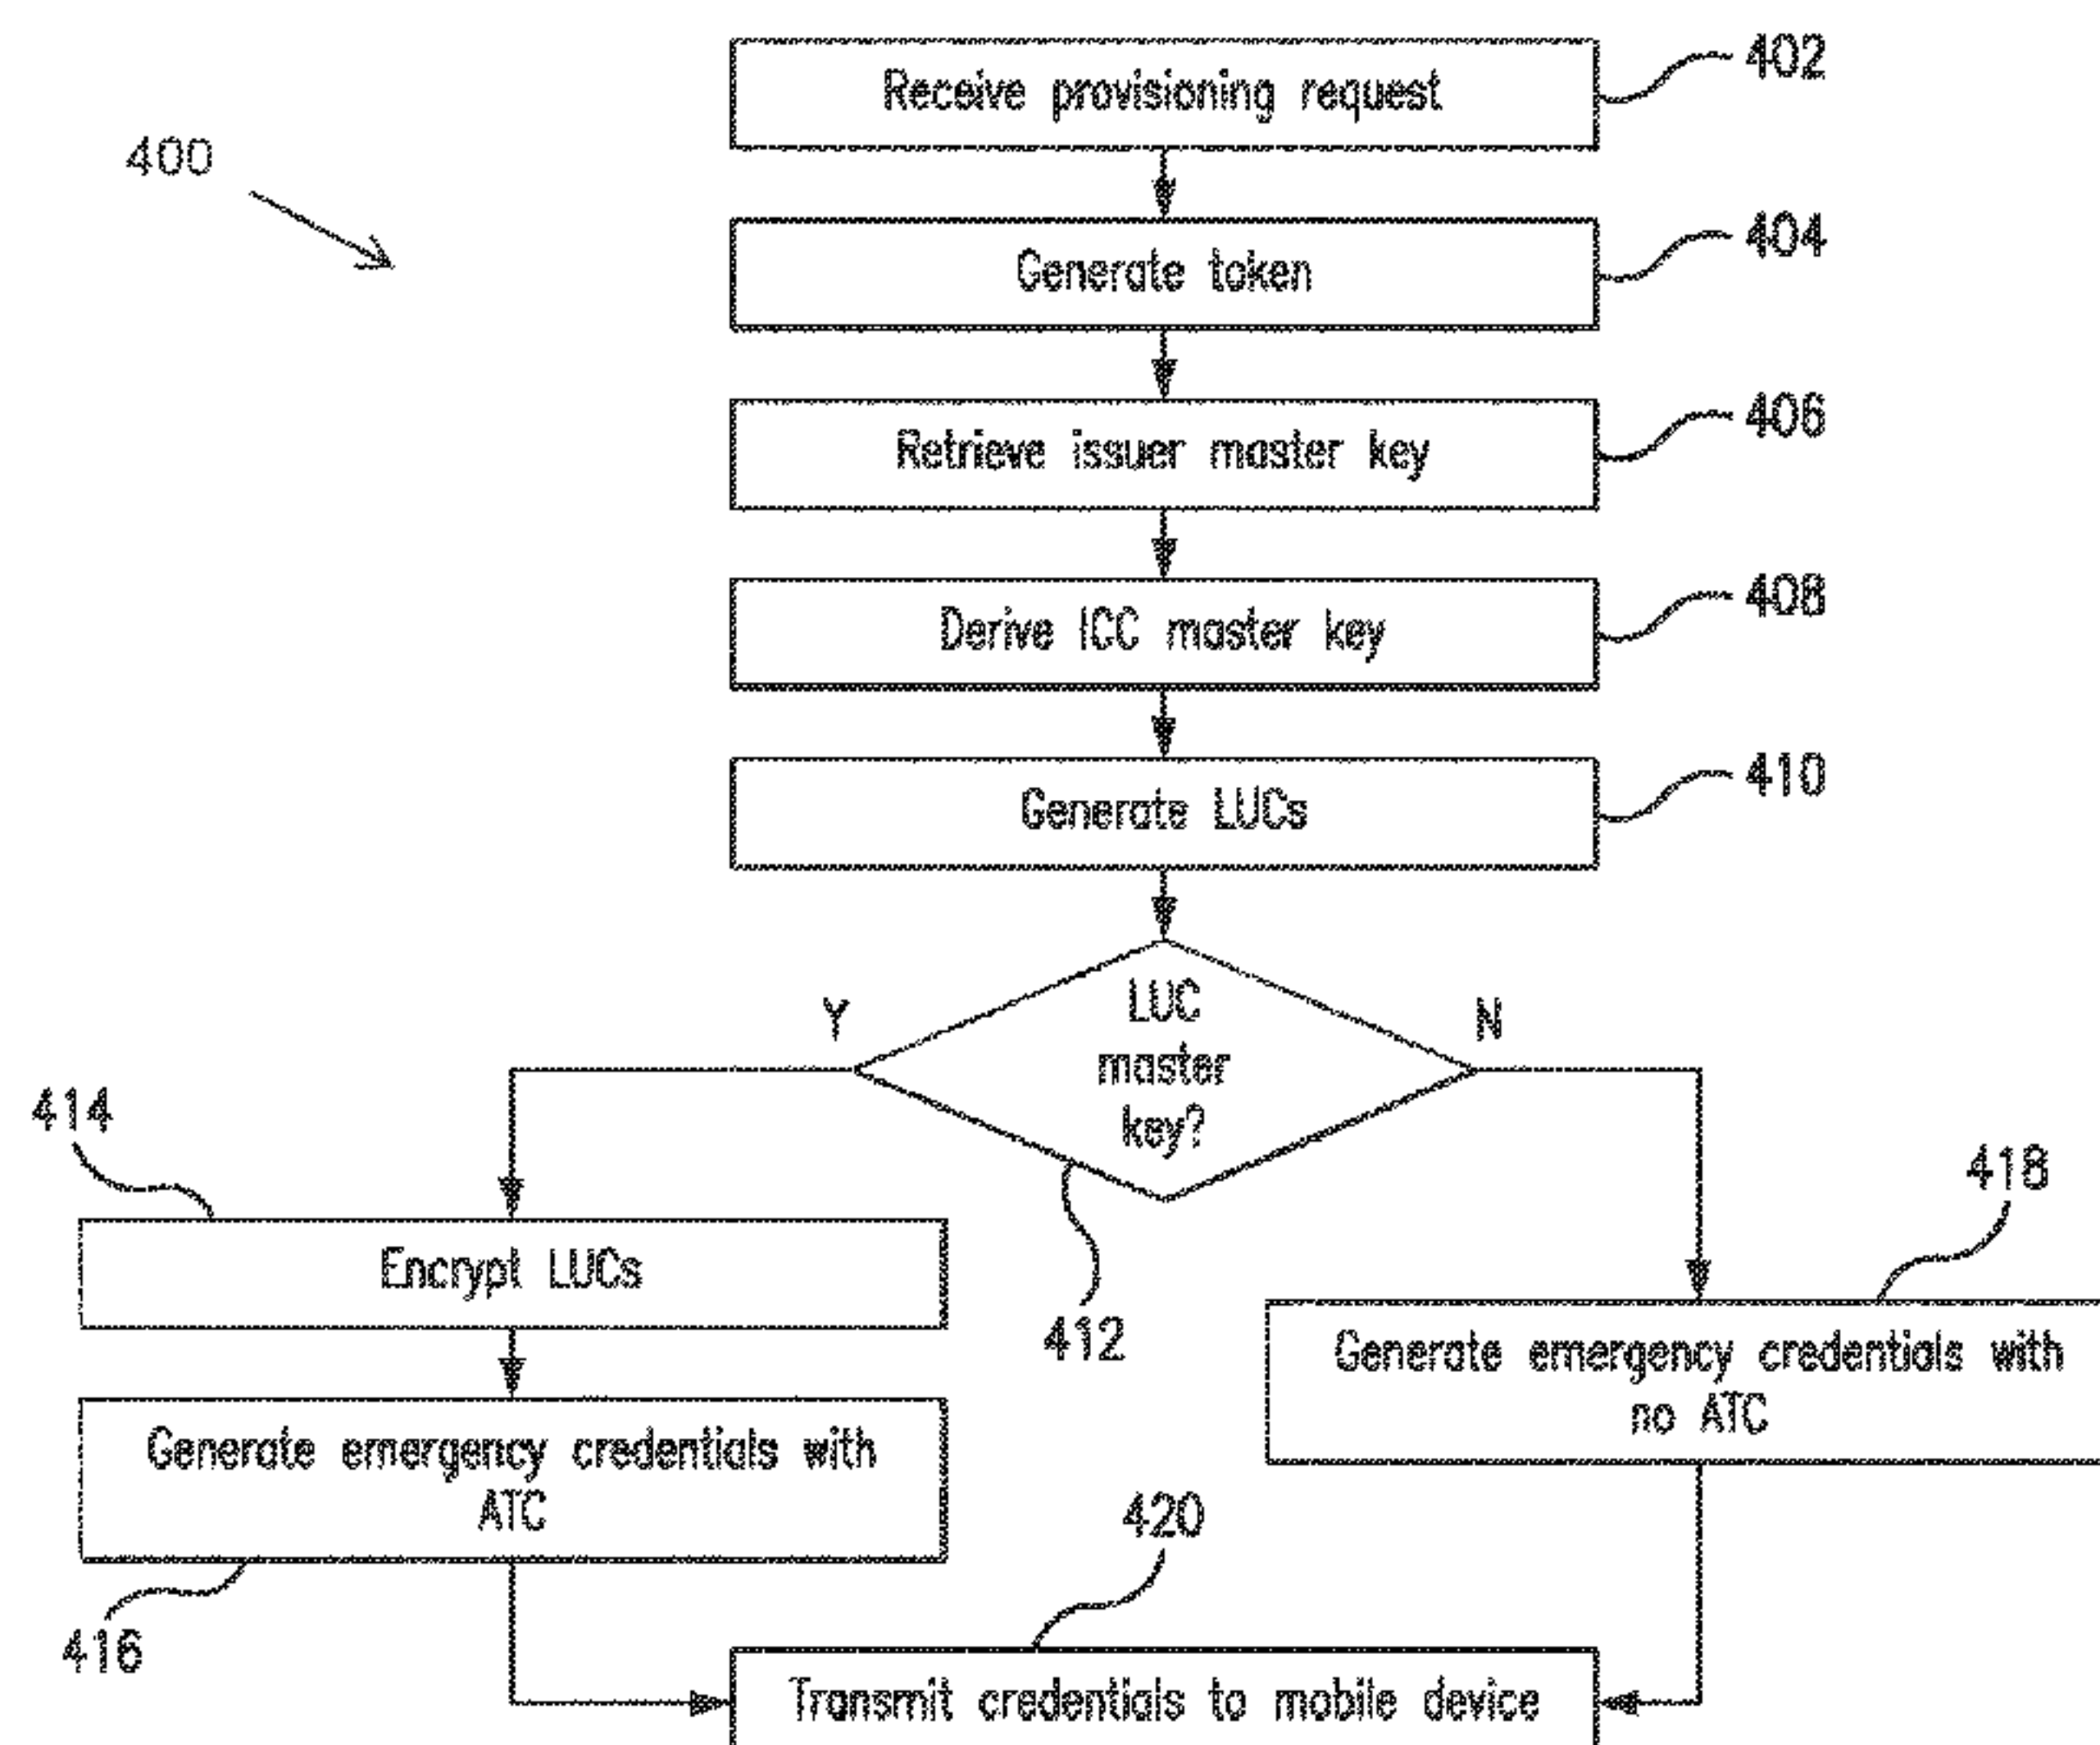 Receive provisioning request
402
400
Generate token
404
Retrieve issuer master key
406
Derive ICC master key
408
Generate LUCs
410
LUC
master
key?
Y
N
412
414
Encrypt LUCs
418
Generate emergency credentials with
no ATC
Generate emergency credentials with
ATC
416
420
Transmit credentials to mobile device